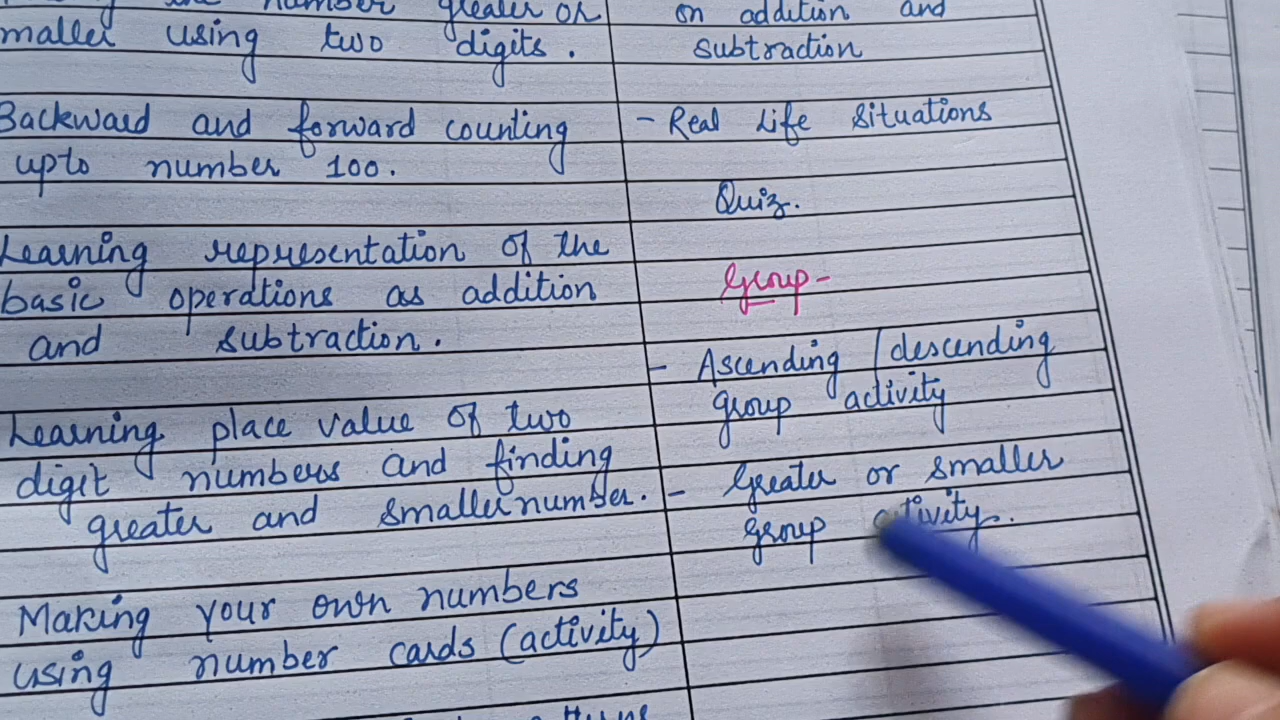 number greater or
smaller using two digits.
Backward and forward counting
upto number 100.
Learning representation of the
basic operations as addition
and subtraction.
Learning place value of two
digit numbers and finding
greater and smaller number.
Making your own numbers
using number cards (activity)
on addition and
subtraction
- Real Life Situations
Quiz.
Group-
- Ascending / descending
group activity
- Greater or smaller
group activity.